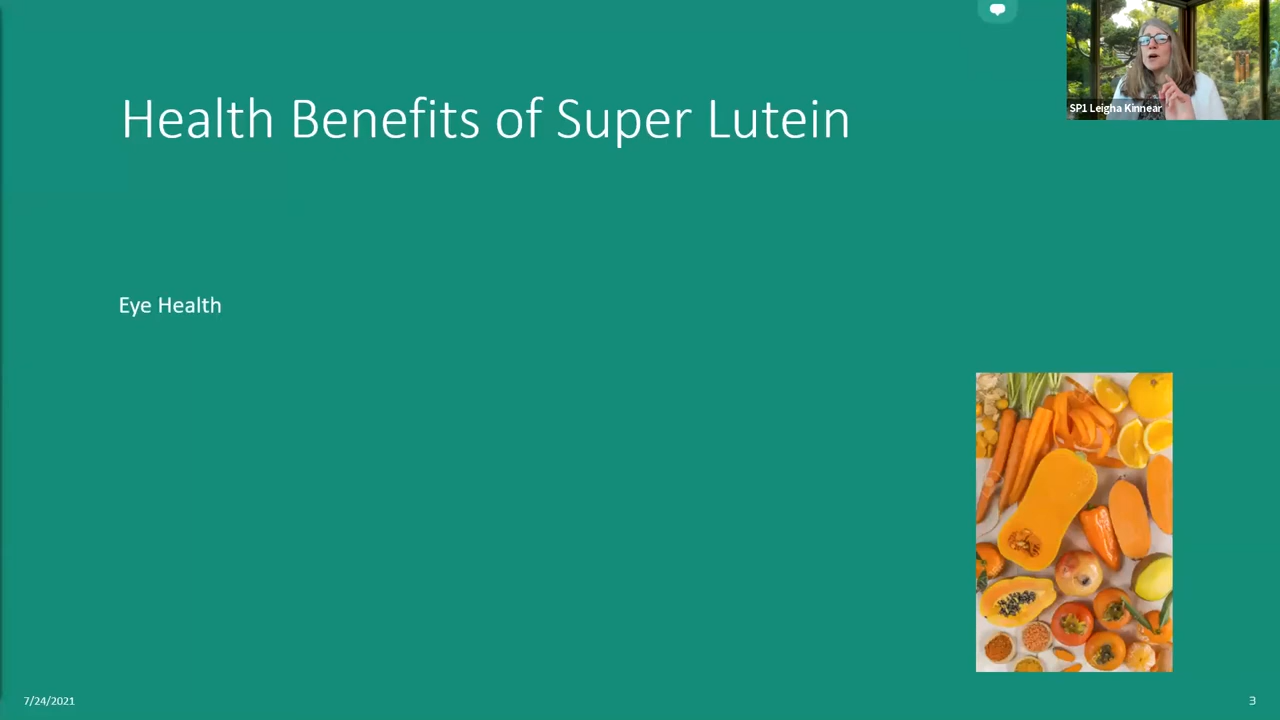 SP1 Leigha Kinnear
Health Benefits of Super Lutein
Eye Health
7/24/2021
3